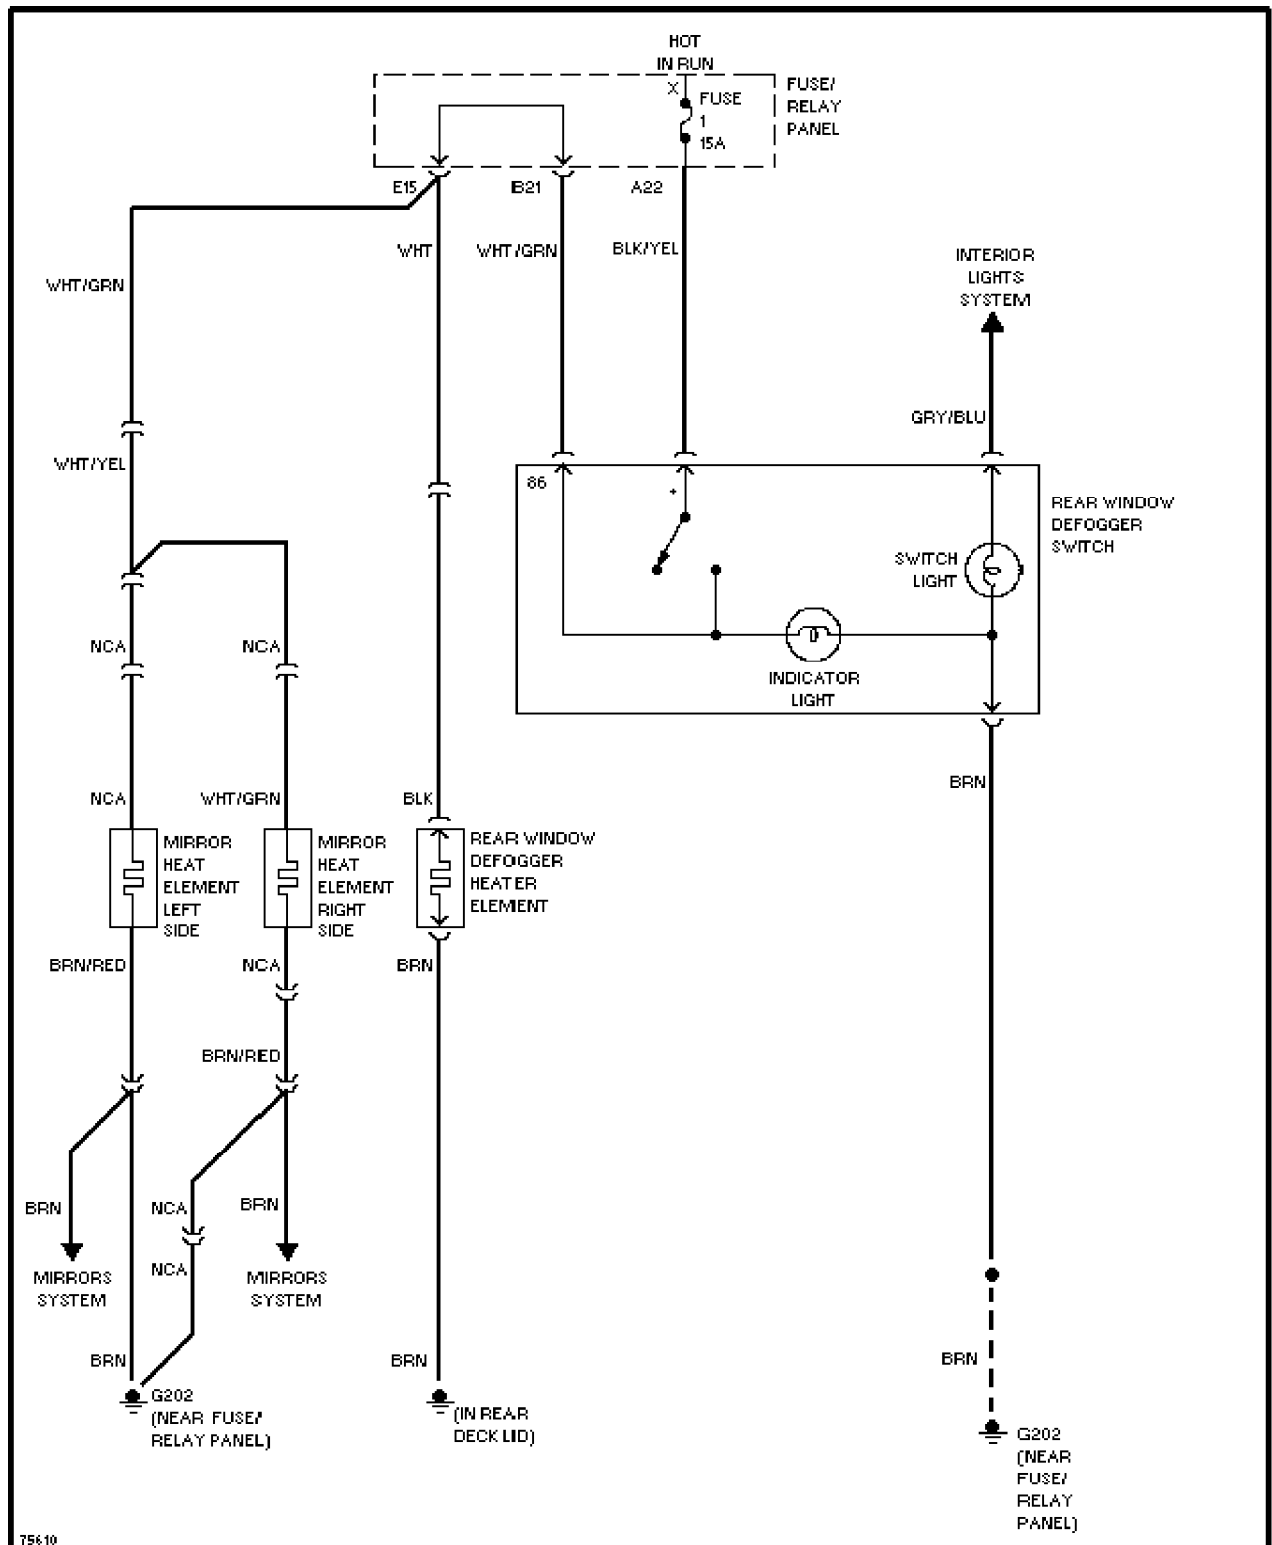 HOT
IN RUN
X
FUSE
1
15A
FUSE/
RELAY
PANEL
E15
B21
A22
WHT
WHT/GRN
BLK/YEL
WHT/GRN
INTERIOR
LIGHTS
SYSTEM
GRY/BLU
WHT/YEL
86
+
REAR WINDOW
DEFOGGER
SWITCH
SWITCH
LIGHT
NCA
NCA
INDICATOR
LIGHT
BRN
NCA
WHT/GRN
BLK
MIRROR
HEAT
ELEMENT
LEFT
SIDE
MIRROR
HEAT
ELEMENT
RIGHT
SIDE
REAR WINDOW
DEFOGGER
HEATER
ELEMENT
BRN/RED
NCA
BRN
BRN/RED
BRN
NCA
BRN
NCA
MIRRORS
SYSTEM
MIRRORS
SYSTEM
BRN
BRN
BRN
G202
(NEAR FUSE/
RELAY PANEL)
(IN REAR
DECK LID)
G202
(NEAR
FUSE/
RELAY
PANEL)
75610